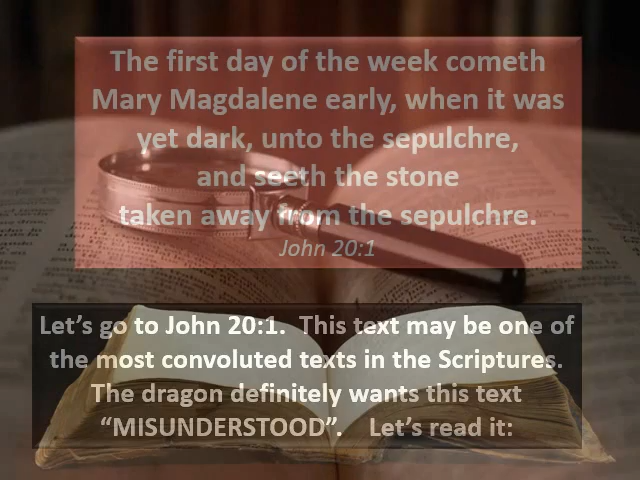 The first day of the week cometh
Mary Magdalene early, when it was
yet dark, unto the sepulchre,
and seeth the stone
taken away from the sepulchre.
John 20:1
Let's go to John 20:1. This text may be one of
the most convoluted texts in the Scriptures.
The dragon definitely wants this text
“MISUNDERSTOOD”. Let's read it: